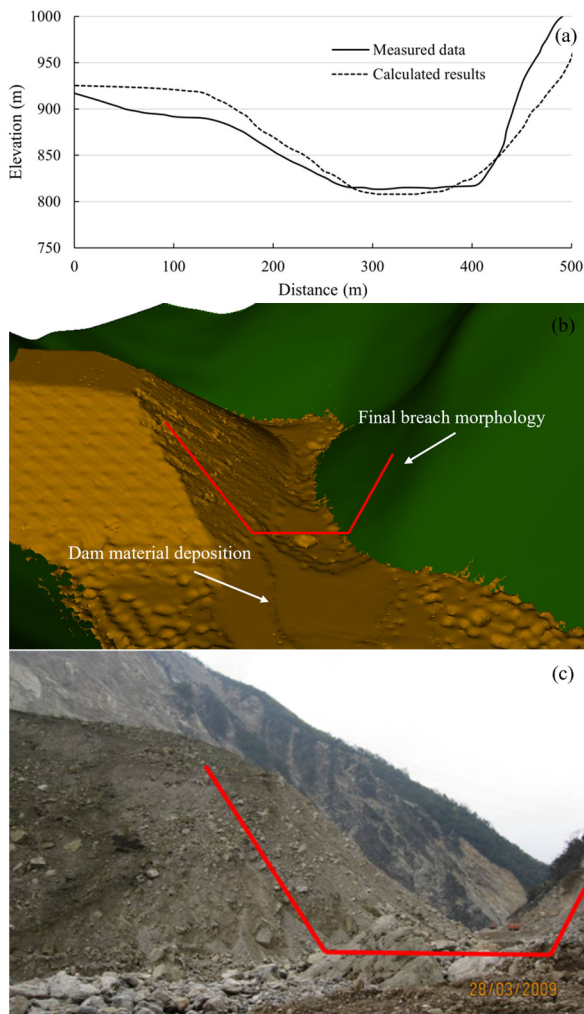 (a)
1000
950
900
850
800
750
Elevation (m)
Measured data
Calculated results
0
100
200
300
400
500
Distance (m)
(b)
Final breach morphology
Dam material deposition
(c)
28/03/2009